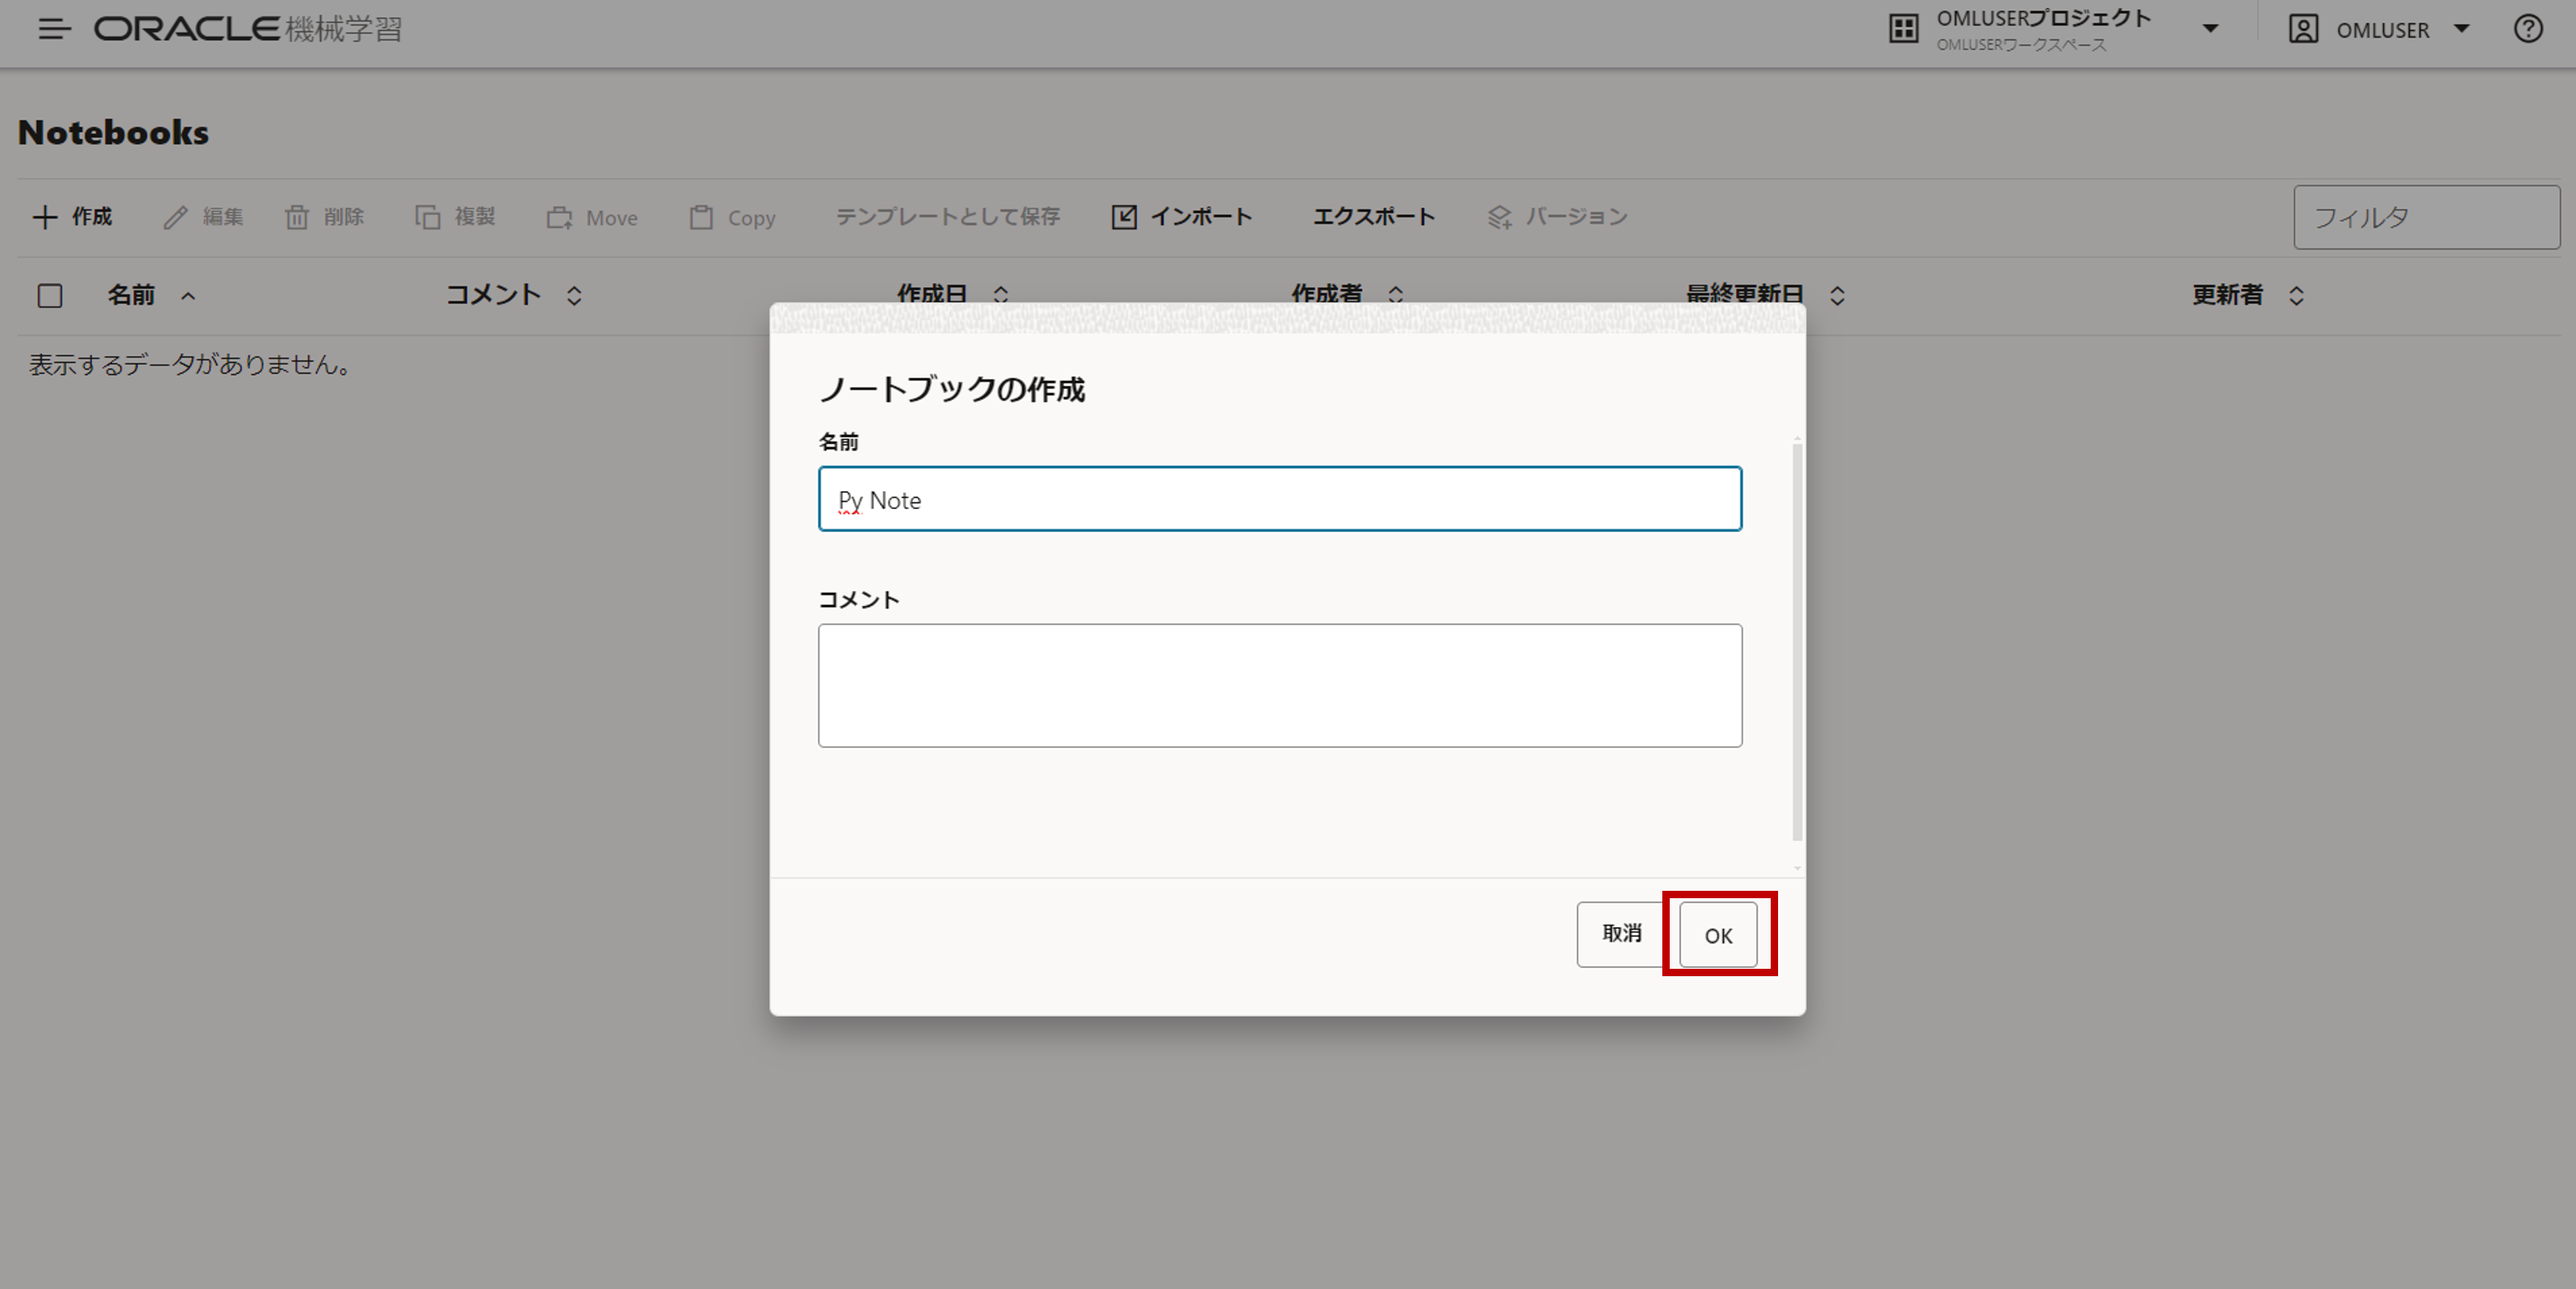 ORACLE 機械学習
OMLUSERプロジェクト
OMLUSERワークスペース
OMLUSER
Notebooks
作成 編集 削除 複製 Move Copy テンプレートとして保存 インポート エクスポート バージョン フィルタ
名前 コメント 作成日 作成者 最終更新日 更新者
表示するデータがありません。
ノートブックの作成
名前
Py Note
コメント
取消 OK